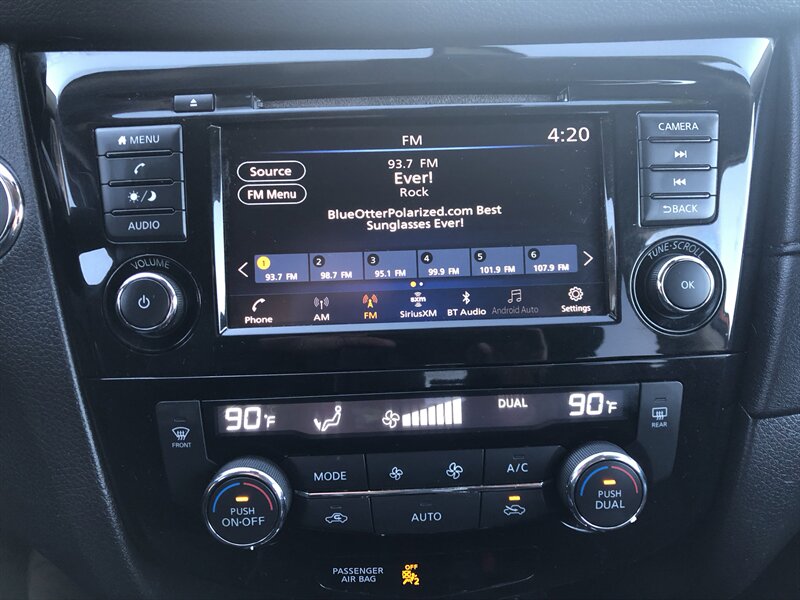 FM
4:20
MENU
CAMERA
93.7 FM
Source
Ever!
Rock
FM Menu
BlueOtterPolarized.com Best
Sunglasses Ever!
AUDIO
BACK
VOLUME
TUNE·SCROLL
OK
1 2 3 4 5 6
93.7 FM 98.7 FM 95.1 FM 99.9 FM 101.9 FM 107.9 FM
Phone AM FM SiriusXM BT Audio Android Auto Settings
sxm
90°F
DUAL
90°F
FRONT
REAR
MODE
A/C
PUSH
ON·OFF
AUTO
PUSH
DUAL
PASSENGER
AIR BAG
OFF
2